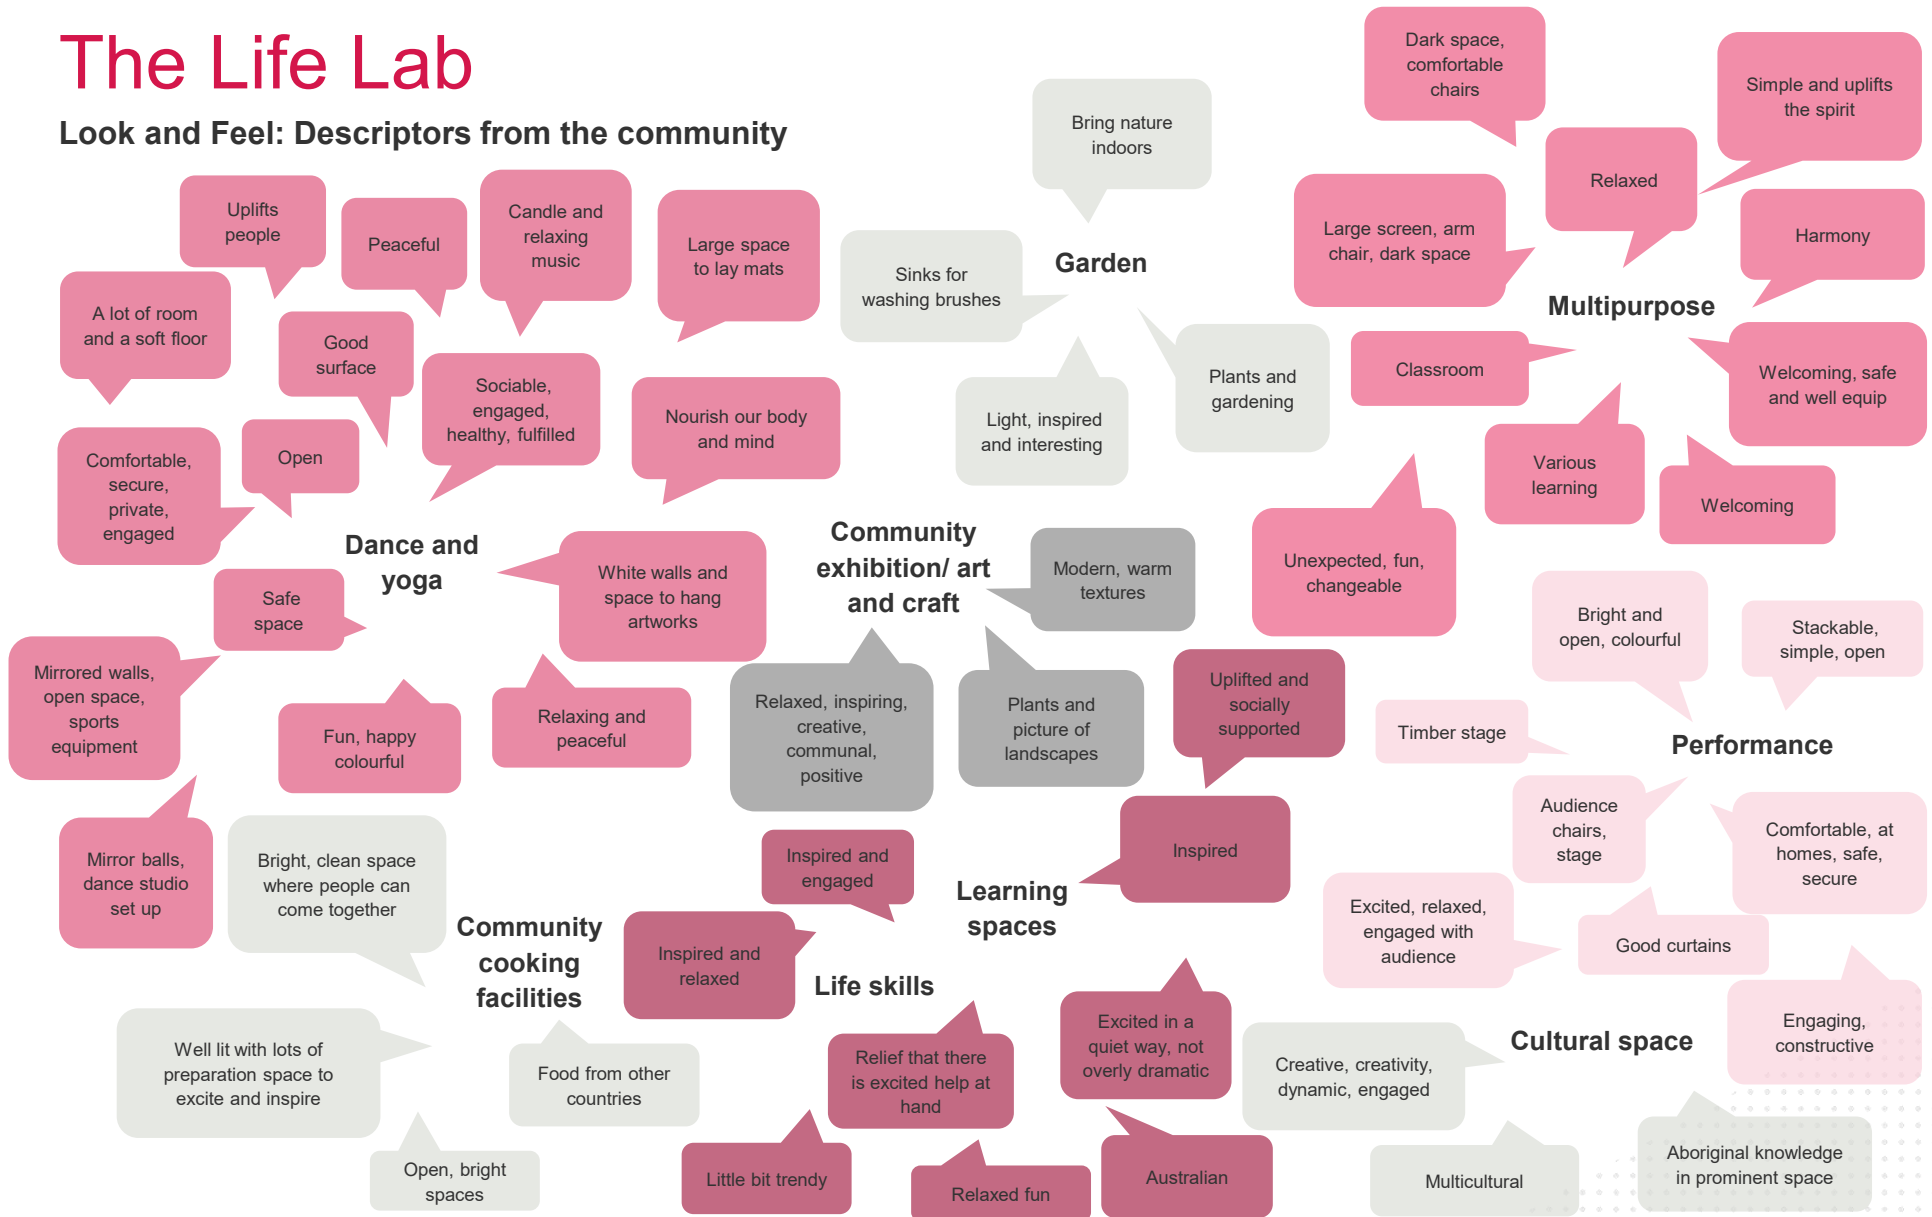 The Life Lab
Look and Feel: Descriptors from the community
Uplifts
people
Peaceful
Candle and
relaxing
music
Large space
to lay mats
A lot of room
and a soft floor
Good
surface
Sociable,
engaged,
healthy, fulfilled
Nourish our body
and mind
Comfortable,
secure,
private,
engaged
Open
Dance and
yoga
White walls and
space to hang
artworks
Safe
space
Mirrored walls,
open space,
sports
equipment
Fun, happy
colourful
Relaxing and
peaceful
Mirror balls,
dance studio
set up
Bring nature
indoors
Garden
Sinks for
washing brushes
Light, inspired
and interesting
Plants and
gardening
Dark space,
comfortable
chairs
Simple and uplifts
the spirit
Relaxed
Large screen, arm
chair, dark space
Harmony
Multipurpose
Classroom
Welcoming, safe
and well equip
Various
learning
Welcoming
Unexpected, fun,
changeable
Community
exhibition/ art
and craft
Modern, warm
textures
Relaxed, inspiring,
creative,
communal,
positive
Plants and
picture of
landscapes
Bright and
open, colourful
Stackable,
simple, open
Timber stage
Performance
Audience
chairs,
stage
Comfortable, at
homes, safe,
secure
Excited, relaxed,
engaged with
audience
Good curtains
Engaging,
constructive
Uplifted and
socially
supported
Inspired
Inspired and
engaged
Learning
spaces
Inspired and
relaxed
Life skills
Relief that there
is excited help at
hand
Excited in a
quiet way, not
overly dramatic
Little bit trendy
Relaxed fun
Australian
Bright, clean space
where people can
come together
Community
cooking
facilities
Well lit with lots of
preparation space to
excite and inspire
Food from other
countries
Open, bright
spaces
Cultural space
Creative, creativity,
dynamic, engaged
Multicultural
Aboriginal knowledge
in prominent space